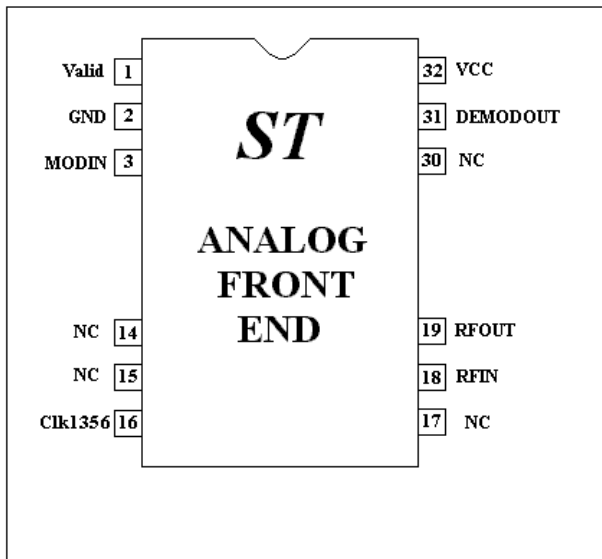 Valid 1
GND 2
MODIN 3
NC 14
NC 15
Clk1356 16
ST
ANALOG
FRONT
END
32 VCC
31 DEMODOUT
30 NC
19 RFOUT
18 RFIN
17 NC